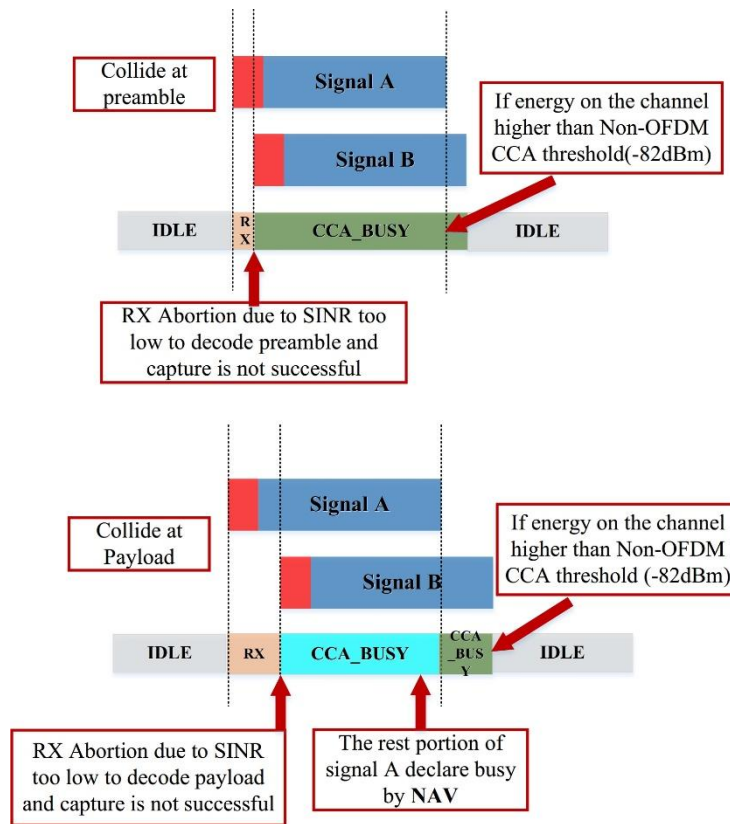 Collide at
preamble
Signal A
Signal B
If energy on the channel
higher than Non-OFDM
CCA threshold(-82dBm)
IDLE
R
X
CCA_BUSY
IDLE
RX Abortion due to SINR too
low to decode preamble and
capture is not successful
Collide at
Payload
Signal A
Signal B
If energy on the channel
higher than Non-OFDM
CCA threshold (-82dBm)
IDLE
RX
CCA_BUSY
CCA
_BUS
Y
IDLE
RX Abortion due to SINR
too low to decode payload
and capture is not successful
The rest portion of
signal A declare busy
by NAV